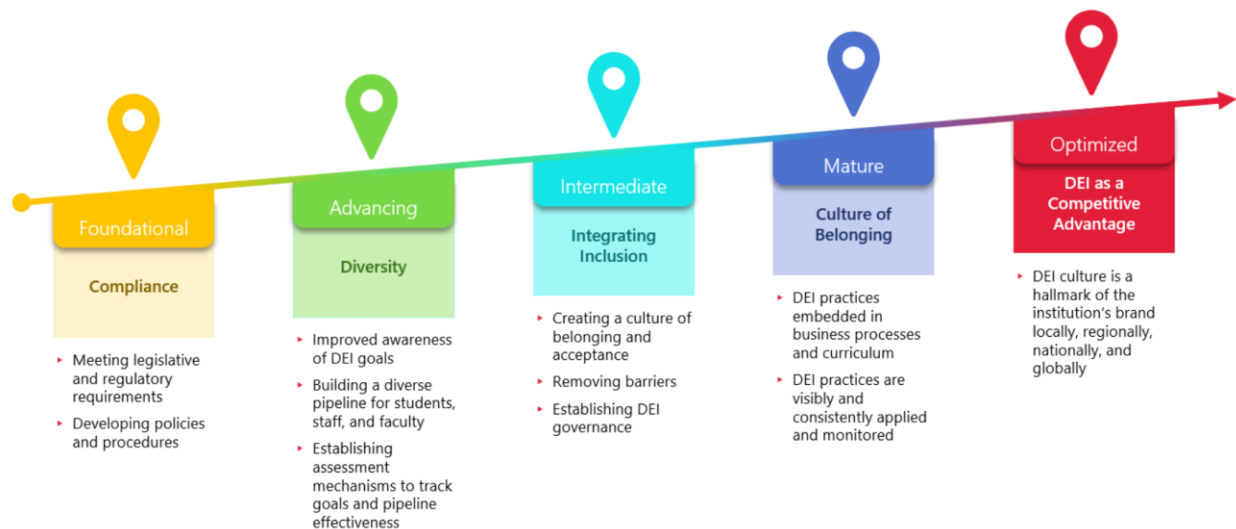 Foundational
Compliance
Meeting legislative
and regulatory
requirements
Developing policies
and procedures
Advancing
Diversity
Improved awareness
of DEI goals
Building a diverse
pipeline for students,
staff, and faculty
Establishing
assessment
mechanisms to track
goals and pipeline
effectiveness
Intermediate
Integrating
Inclusion
Creating a culture of
belonging and
acceptance
Removing barriers
Establishing DEI
governance
Mature
Culture of
Belonging
DEI practices
embedded in
business processes
and curriculum
DEI practices are
visibly and
consistently applied
and monitored
Optimized
DEI as a
Competitive
Advantage
DEI culture is a
hallmark of the
institution's brand
locally, regionally,
nationally, and
globally